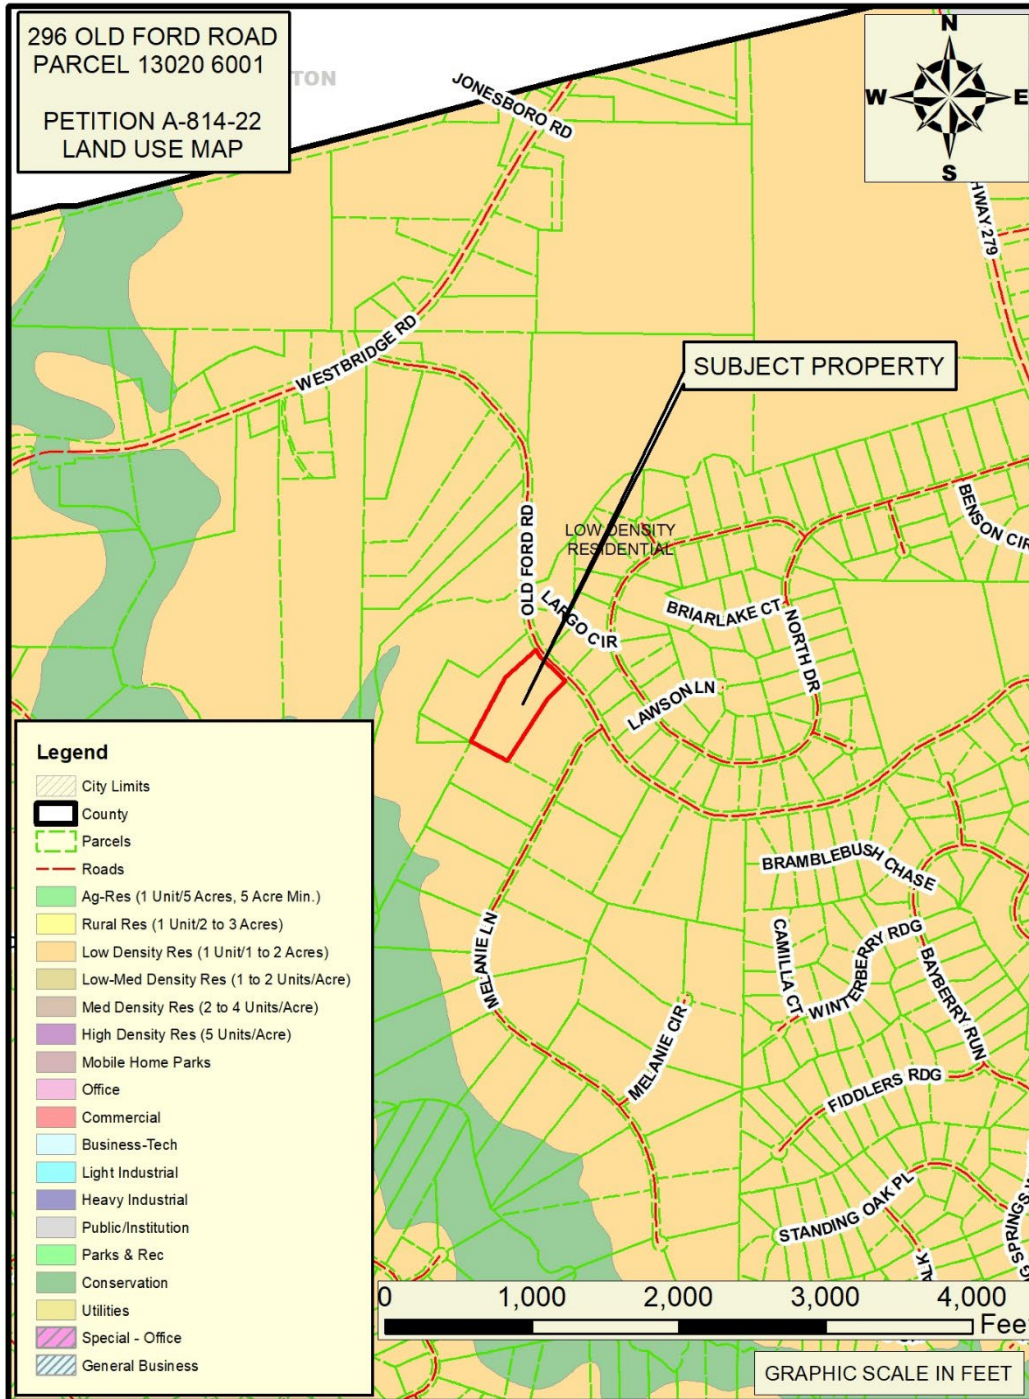 296 OLD FORD ROAD
PARCEL 13020 6001
PETITION A-814-22
LAND USE MAP
TON
N
W
E
S
JONESBORO RD
HWAY 279
WESTBRIDGE RD
SUBJECT PROPERTY
OLD FORD RD
LOW DENSITY
RESIDENTIAL
BENSON CIR
LARGO CIR
BRIARLAKE CT
NORTH DR
LAWSON LN
BRAMBLEBUSH CHASE
CAMILLA CT
WINTERBERRY RDG
BAYBERRY RUN
MELANIE LN
MELANIE CIR
FIDDLERS RDG
STANDING OAK PL
G SPRINGS
ALK
Legend
City Limits
County
Parcels
Roads
Ag-Res (1 Unit/5 Acres, 5 Acre Min.)
Rural Res (1 Unit/2 to 3 Acres)
Low Density Res (1 Unit/1 to 2 Acres)
Low-Med Density Res (1 to 2 Units/Acre)
Med Density Res (2 to 4 Units/Acre)
High Density Res (5 Units/Acre)
Mobile Home Parks
Office
Commercial
Business-Tech
Light Industrial
Heavy Industrial
Public/Institution
Parks & Rec
Conservation
Utilities
Special - Office
General Business
0 1,000 2,000 3,000 4,000
Feet
GRAPHIC SCALE IN FEET